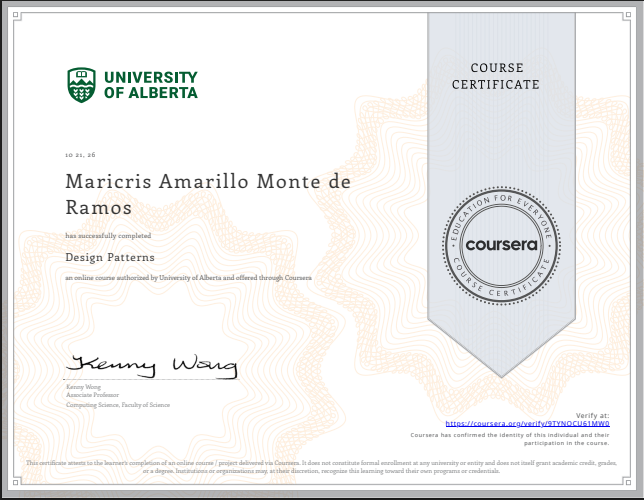 UNIVERSITY
OF ALBERTA
COURSE
CERTIFICATE
10 21, 26
Maricris Amarillo Monte de
Ramos
has successfully completed
Design Patterns
an online course authorized by University of Alberta and offered through Coursera
EDUCATION FOR EVERYONE
coursera
COURSE CERTIFICATE
Kenny Wong
Kenny Wong
Associate Professor
Computing Science, Faculty of Science
Verify at:
https://coursera.org/verify/9TYNOCU61MW0
Coursera has confirmed the identity of this individual and their
participation in the course.
This certificate attests to the learner's completion of an online course / project delivered via Coursera. It does not constitute formal enrollment at any university or entity and does not itself grant academic credit, grades,
or a degree. Institutions or organizations may, at their discretion, recognize this learning toward their own programs or credentials.